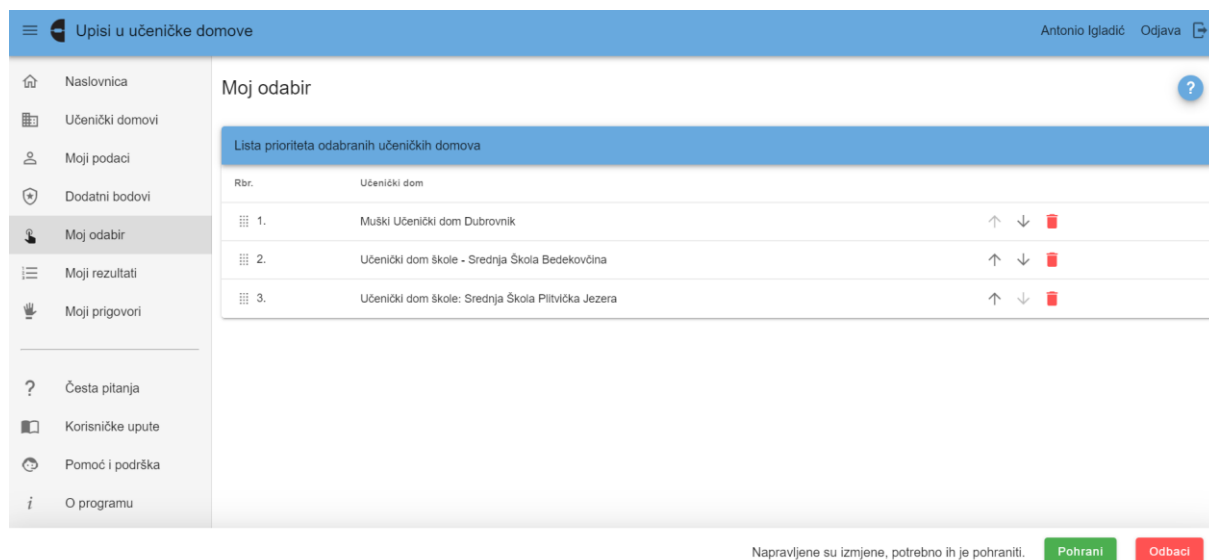 Upisi u učeničke domove
Antonio Igladić Odjava
Naslovnica
Učenički domovi
Moji podaci
Dodatni bodovi
Moj odabir
Moji rezultati
Moji prigovori
Česta pitanja
Korisničke upute
Pomoć i podrška
i O programu
Moj odabir
?
Lista prioriteta odabranih učeničkih domova
Rbr. Učenički dom
1. Muški Učenički dom Dubrovnik
2. Učenički dom škole - Srednja Škola Bedekovčina
3. Učenički dom škole: Srednja Škola Plitvička Jezera
Napravljene su izmjene, potrebno ih je pohraniti. Pohrani Odbaci